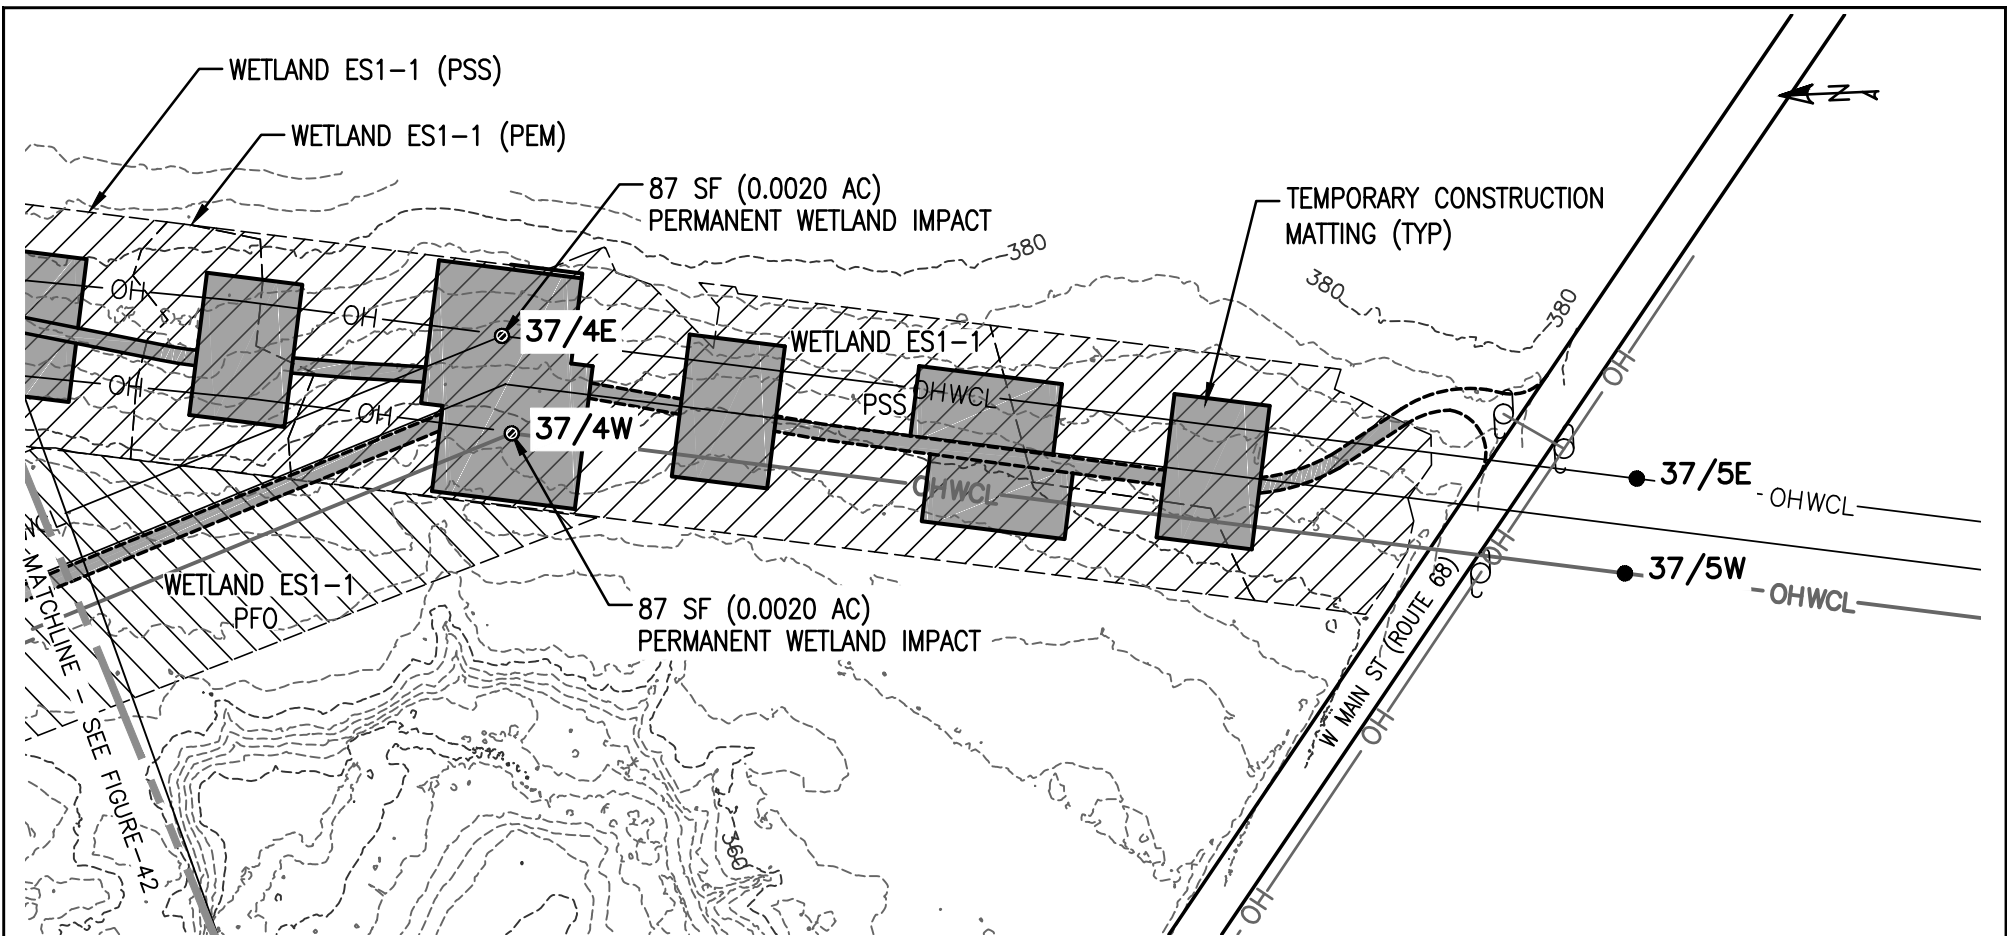 WETLAND ES1-1 (PSS)
WETLAND ES1-1 (PEM)
87 SF (0.0020 AC)
PERMANENT WETLAND IMPACT
TEMPORARY CONSTRUCTION
MATTING (TYP)
N
380
380
380
OH
OH
37/4E
WETLAND ES1-1
PSS
OHWCL
OH
OH
OH
37/4W
OHWCL
37/5E
OHWCL
37/5W
OHWCL
OH
WETLAND ES1-1
PFO
87 SF (0.0020 AC)
PERMANENT WETLAND IMPACT
W MAIN ST (ROUTE 68)
OH
OH
MATCHLINE - SEE FIGURE-42
360